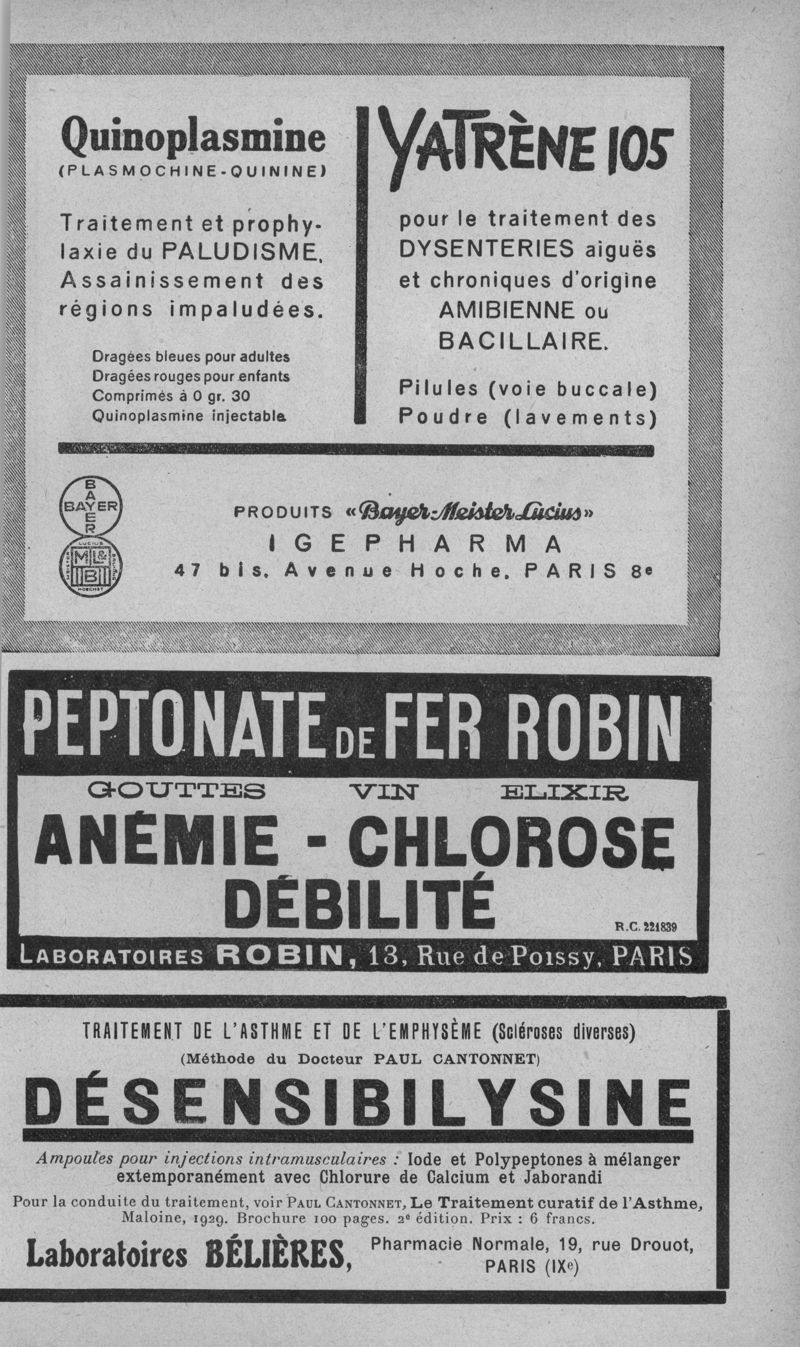 Quinoplasmine
(PLASMOCHINE-QUININE)
Traitement et prophy-
laxie du PALUDISME.
Assainissement des
régions impaludées.
Dragées bleues pour adultes
Dragées rouges pour enfants
Comprimés à 0 gr. 30
Quinoplasmine injectable
YATRÈNE 105
pour le traitement des
DYSENTERIES aiguës
et chroniques d'origine
AMIBIENNE ou
BACILLAIRE.
Pilules (voie buccale)
Poudre (lavements)
BAYER
BAYER
LUCIUS
M L &
B
HOECHST
PRODUITS «Bayer-Meister-Lucius»
IGEPHARMA
47 bis, Avenue Hoche. PARIS 8e
PEPTONATE DE FER ROBIN
GOUTTES VIN ELIXIR
ANÉMIE - CHLOROSE
DÉBILITÉ
R.C. 221839
LABORATOIRES ROBIN, 13, Rue de Poissy, PARIS
TRAITEMENT DE L'ASTHME ET DE L'EMPHYSÈME (Scléroses diverses)
(Méthode du Docteur PAUL CANTONNET)
DÉSENSIBILYSINE
Ampoules pour injections intramusculaires : Iode et Polypeptones à mélanger
extemporanément avec Chlorure de Calcium et Jaborandi
Pour la conduite du traitement, voir PAUL CANTONNET, Le Traitement curatif de l'Asthme,
Maloine, 1929. Brochure 100 pages. 2e édition. Prix : 6 francs.
Laboratoires BÉLIÈRES, Pharmacie Normale, 19, rue Drouot,
PARIS (IXe)